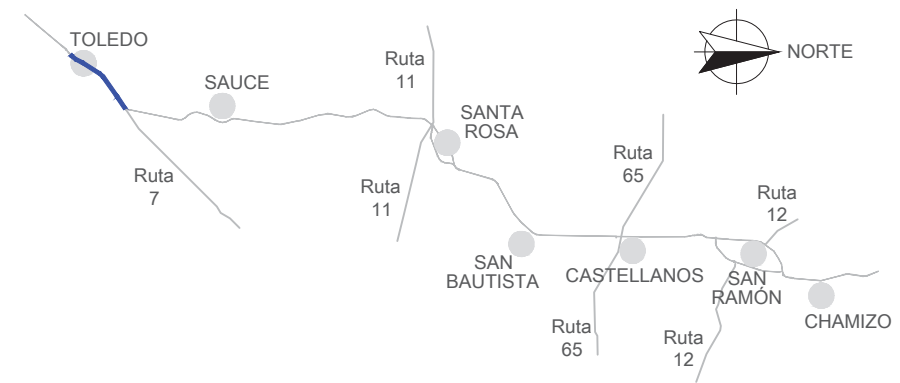 TOLEDO
SAUCE
Ruta
7
Ruta
11
SANTA
ROSA
Ruta
11
NORTE
Ruta
65
Ruta
12
SAN
BAUTISTA
CASTELLANOS
SAN
RAMÓN
CHAMIZO
Ruta
65
Ruta
12